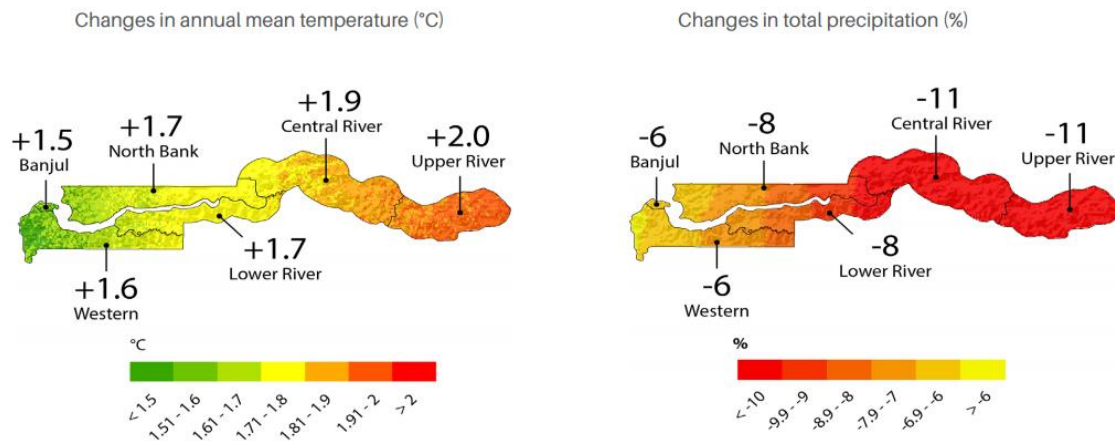 Changes in annual mean temperature (°C)
+1.9
Central River
+1.7
North Bank
+1.5
Banjul
+2.0
Upper River
+1.7
Lower River
+1.6
Western
°C
< 1.5
1.51 - 1.6
1.61 - 1.7
1.71 - 1.8
1.81 - 1.9
1.91 - 2
> 2
Changes in total precipitation (%)
-11
Central River
-8
North Bank
-6
Banjul
-11
Upper River
-8
Lower River
-6
Western
%
< -10
-9.9 - -9
-8.9 - -8
-7.9 - -7
-6.9 - -6
> -6